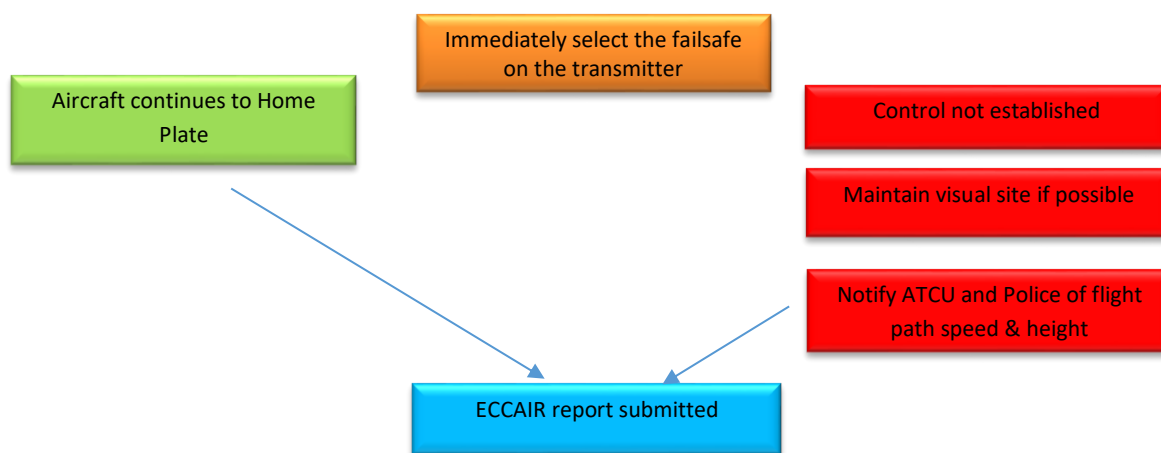 Immediately select the failsafe
on the transmitter
Aircraft continues to Home
Plate
Control not established
Maintain visual site if possible
Notify ATCU and Police of flight
path speed & height
ECCAIR report submitted